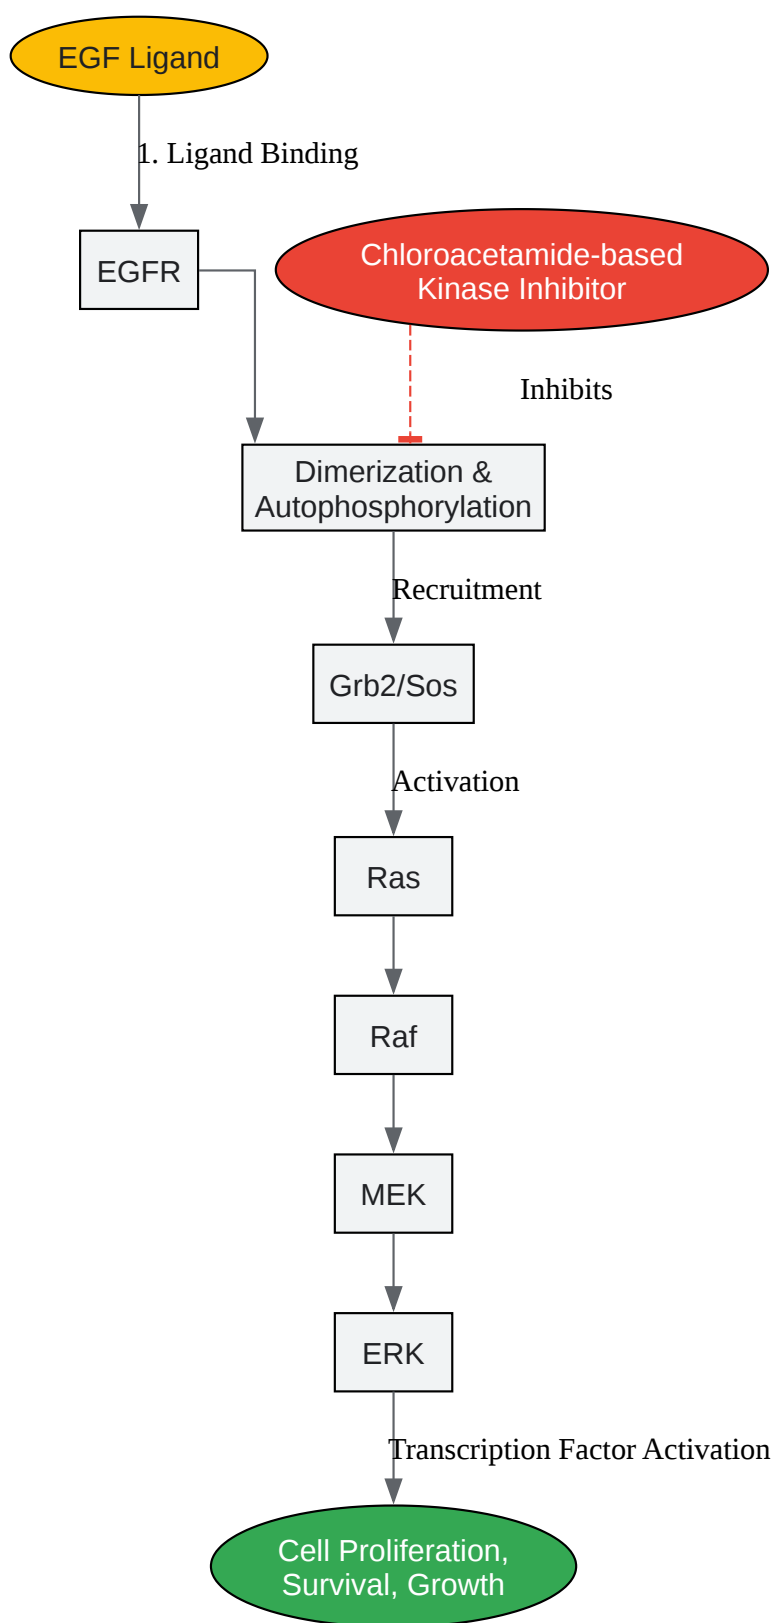 EGF Ligand
1. Ligand Binding
EGFR
Chloroacetamide-based
Kinase Inhibitor
Inhibits
Dimerization &
Autophosphorylation
Recruitment
Grb2/Sos
Activation
Ras
Raf
MEK
ERK
Transcription Factor Activation
Cell Proliferation,
Survival, Growth